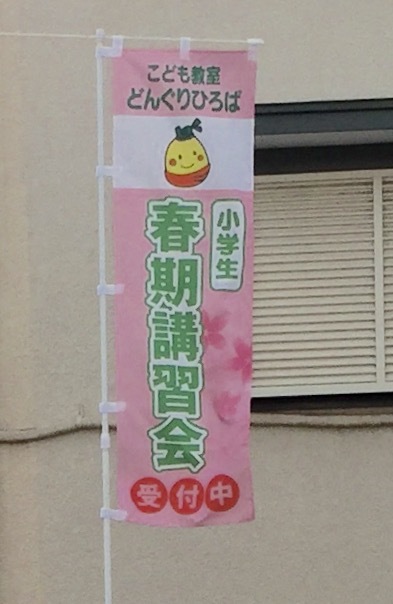 こども教室
どんぐりひろば
小学生
春期講習会
受付中